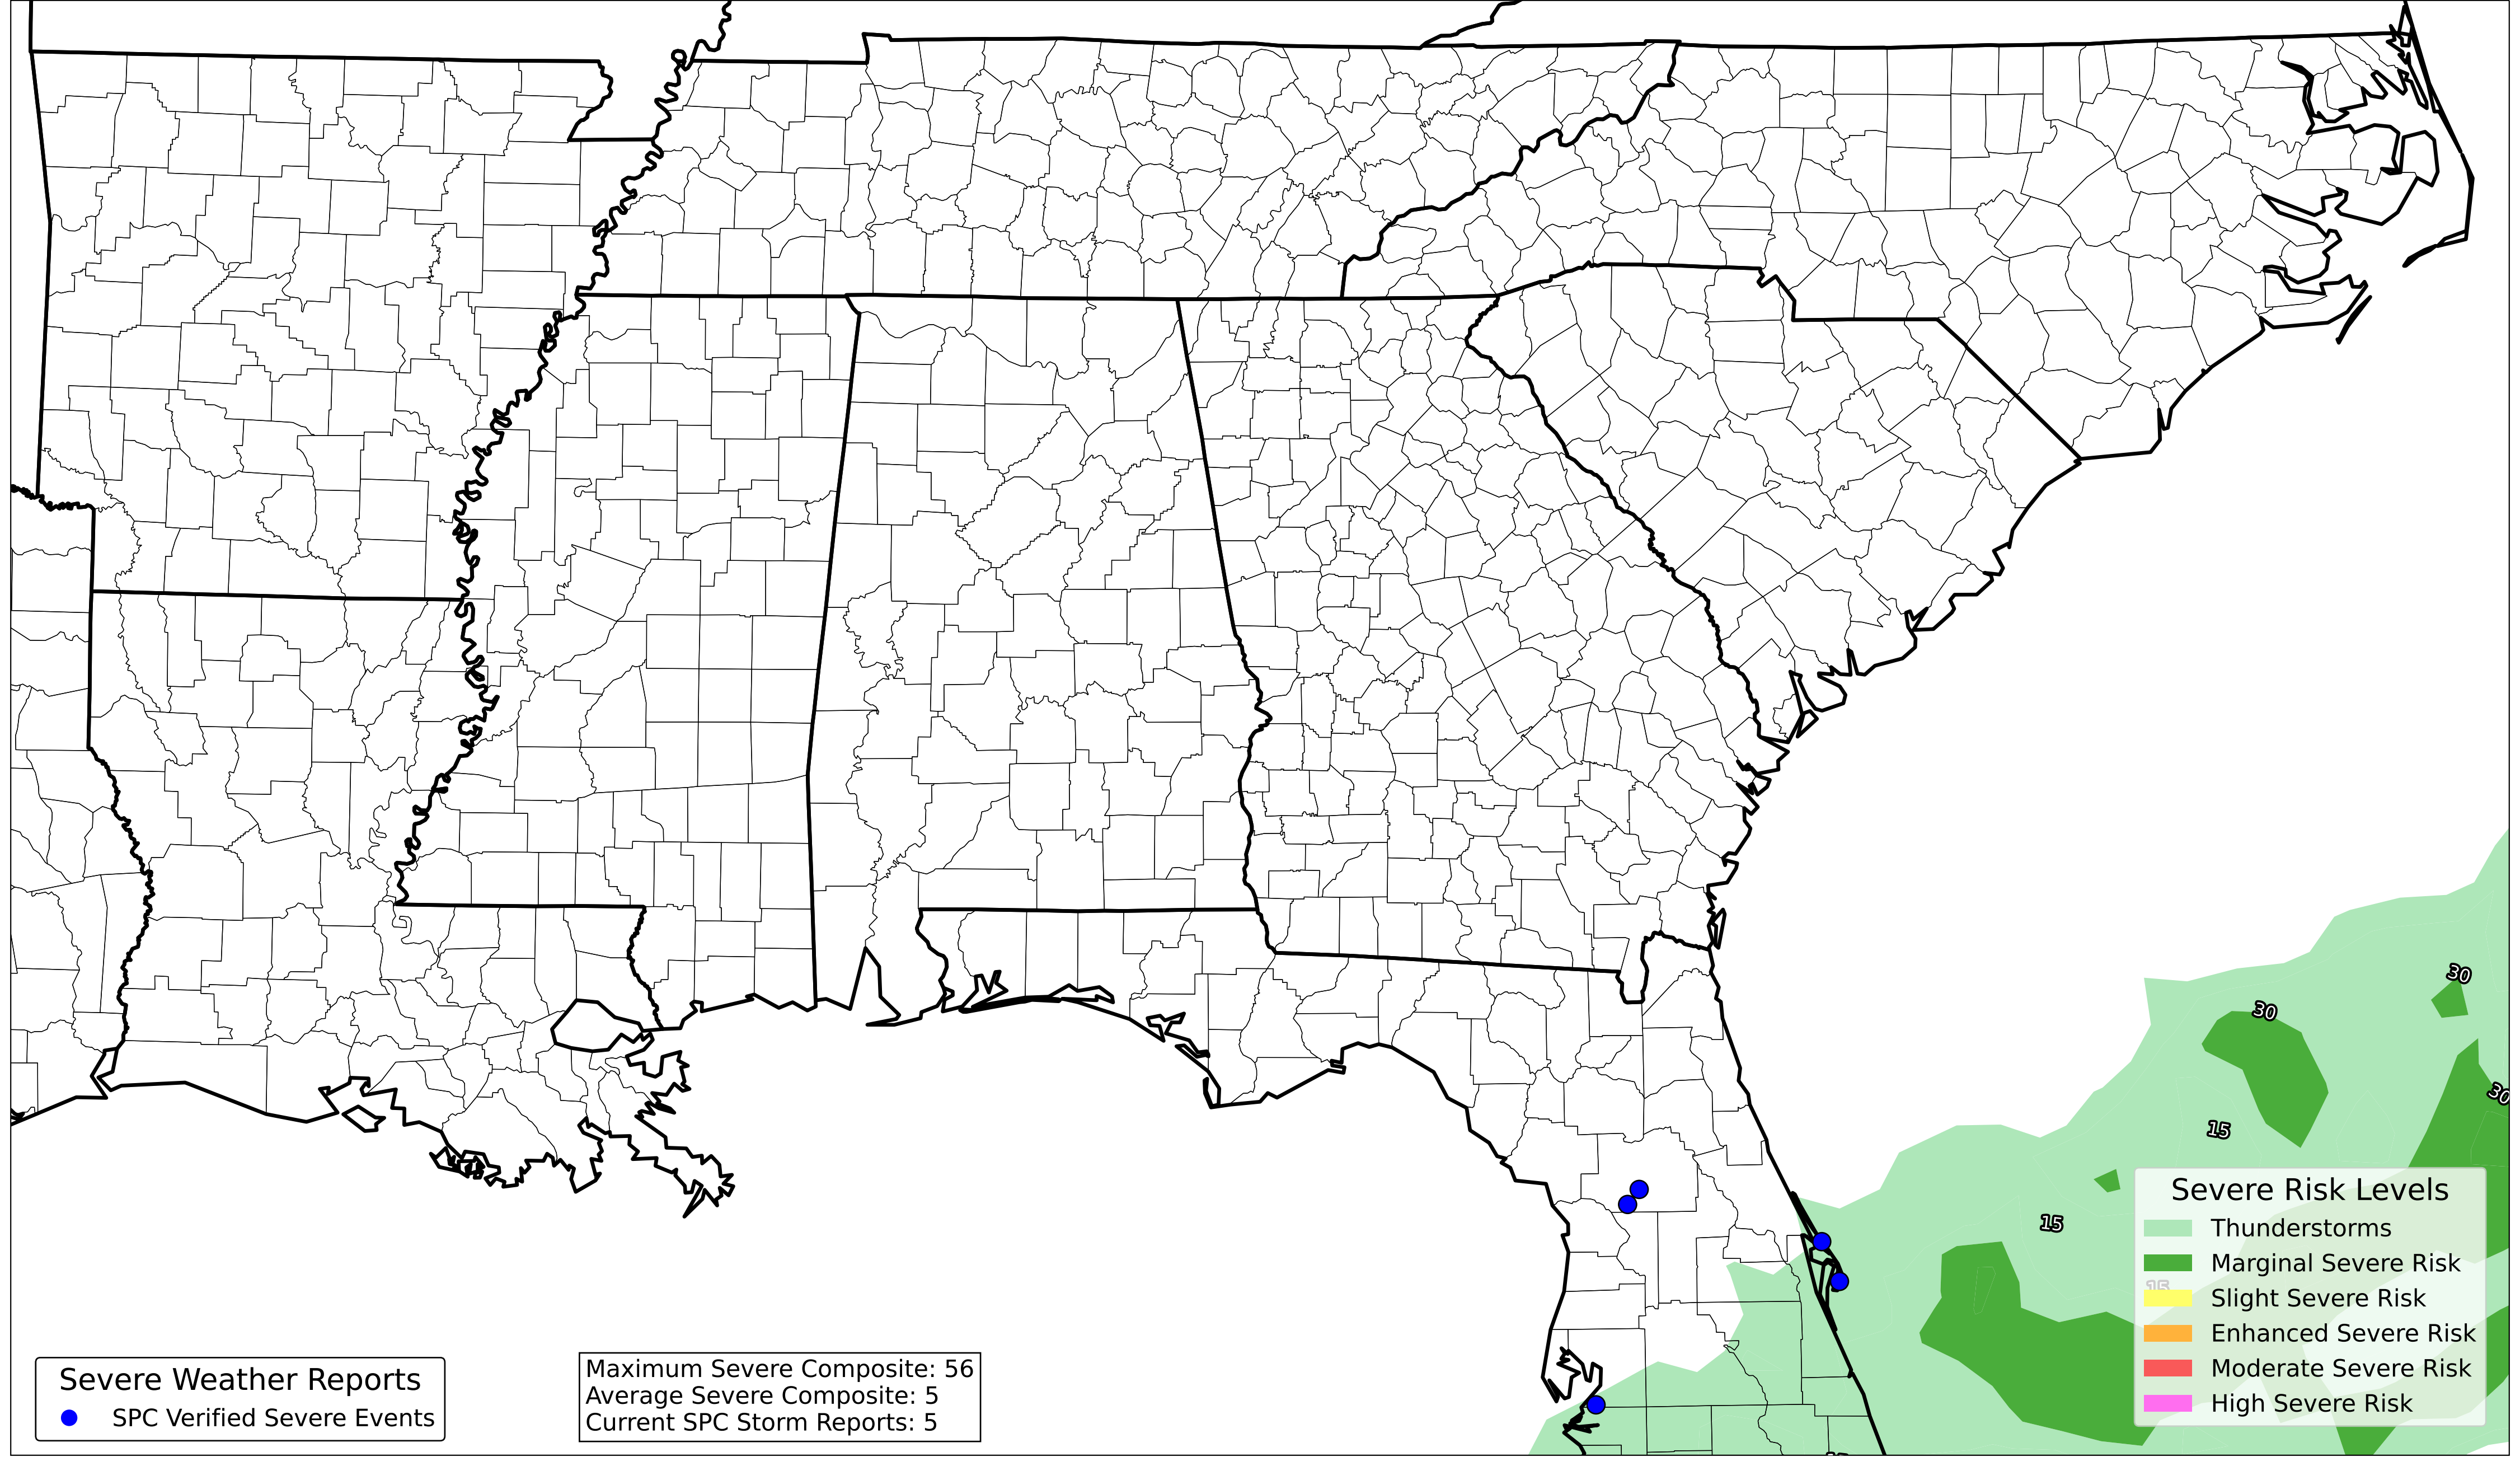 30
30
30
15
15
15
Severe Risk Levels
Thunderstorms
Marginal Severe Risk
Slight Severe Risk
Enhanced Severe Risk
Moderate Severe Risk
High Severe Risk
Severe Weather Reports
SPC Verified Severe Events
Maximum Severe Composite: 56
Average Severe Composite: 5
Current SPC Storm Reports: 5